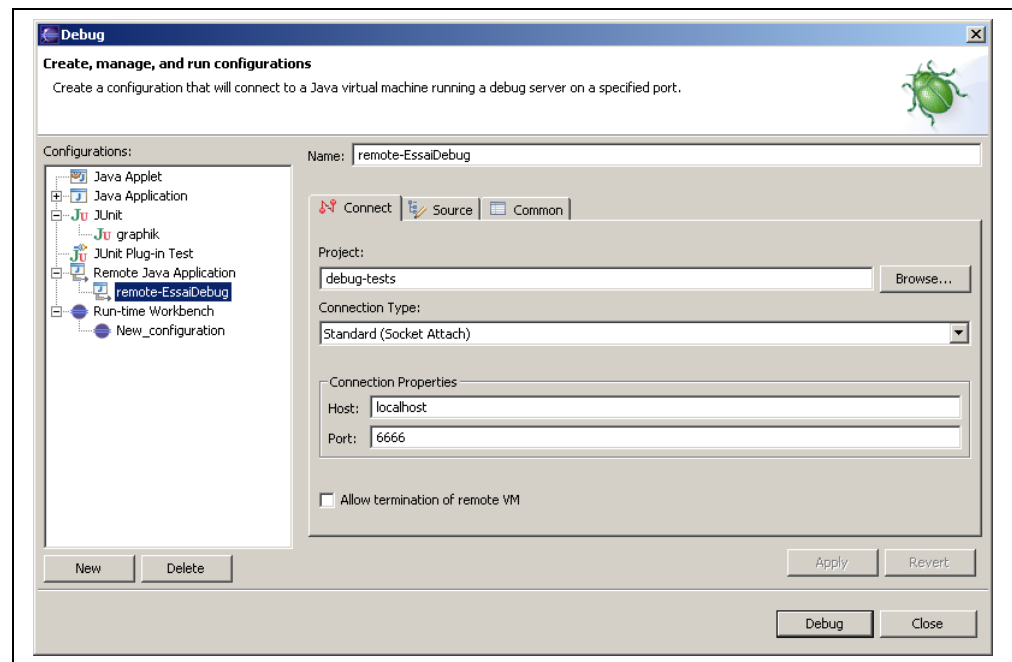 Debug
Create, manage, and run configurations
Create a configuration that will connect to a Java virtual machine running a debug server on a specified port.
Configurations:
Java Applet
Java Application
JUnit
graphik
JUnit Plug-in Test
Remote Java Application
remote-EssaiDebug
Run-time Workbench
New_configuration
New
Delete
Name: remote-EssaiDebug
Connect
Source
Common
Project:
debug-tests
Browse...
Connection Type:
Standard (Socket Attach)
Connection Properties
Host: localhost
Port: 6666
Allow termination of remote VM
Apply
Revert
Debug
Close